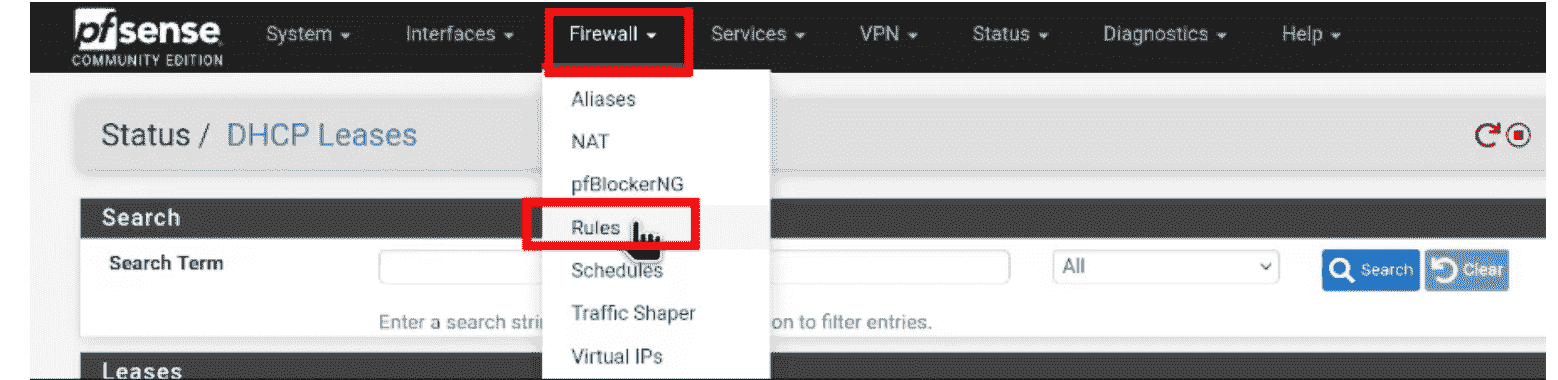 pfsense System Interfaces Firewall Services VPN Status Diagnostics Help
COMMUNITY EDITION
Aliases
Status / DHCP Leases
NAT
pfBlockerNG
Search
Rules
Search Term All Search Clear
Schedules
Traffic Shaper
Enter a search stri on to filter entries.
Virtual IPs
Leases